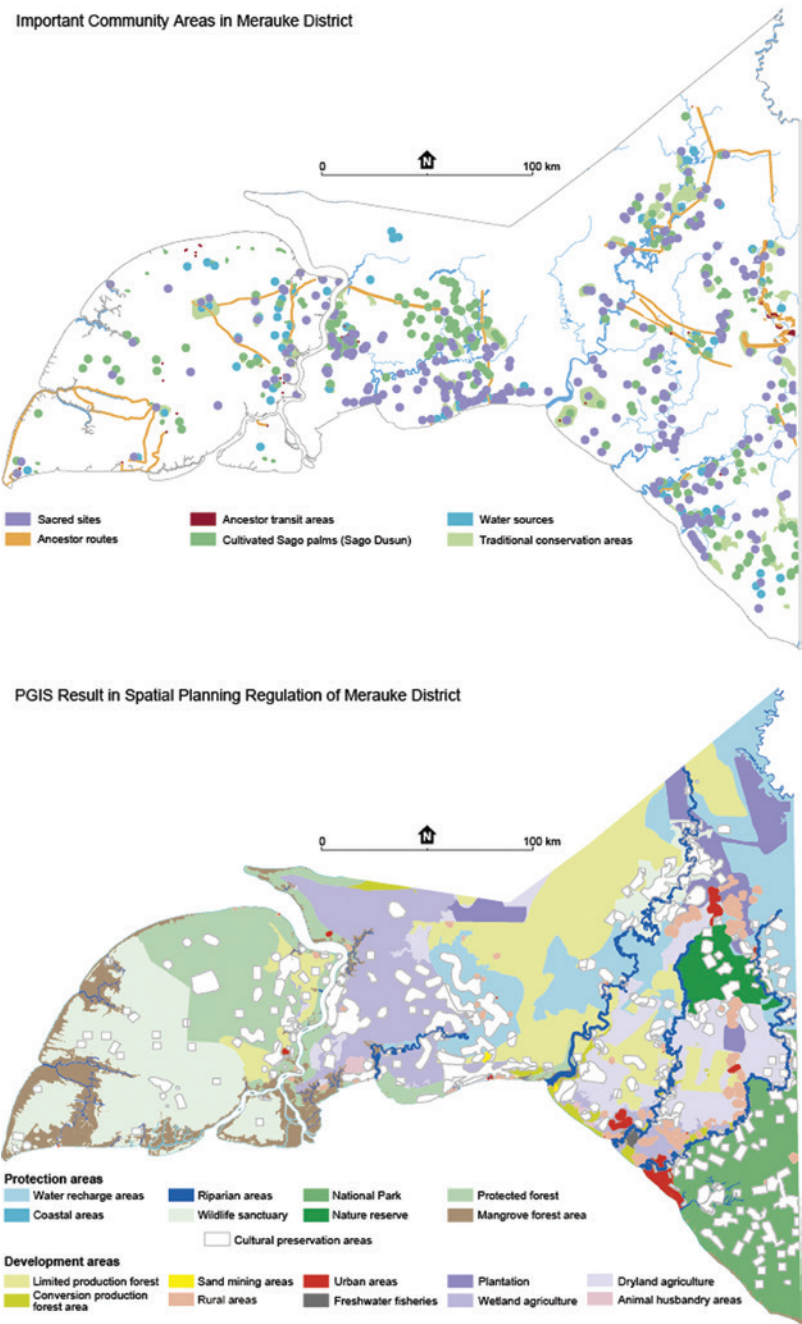 Important Community Areas in Merauke District
N
0 100 km
Sacred sites
Ancestor transit areas
Water sources
Ancestor routes
Cultivated Sago palms (Sago Dusun)
Traditional conservation areas
PGIS Result in Spatial Planning Regulation of Merauke District
N
0 100 km
Protection areas
Water recharge areas
Riparian areas
National Park
Protected forest
Coastal areas
Wildlife sanctuary
Nature reserve
Mangrove forest area
Cultural preservation areas
Development areas
Limited production forest
Sand mining areas
Urban areas
Plantation
Dryland agriculture
Conversion production
forest area
Rural areas
Freshwater fisheries
Wetland agriculture
Animal husbandry areas